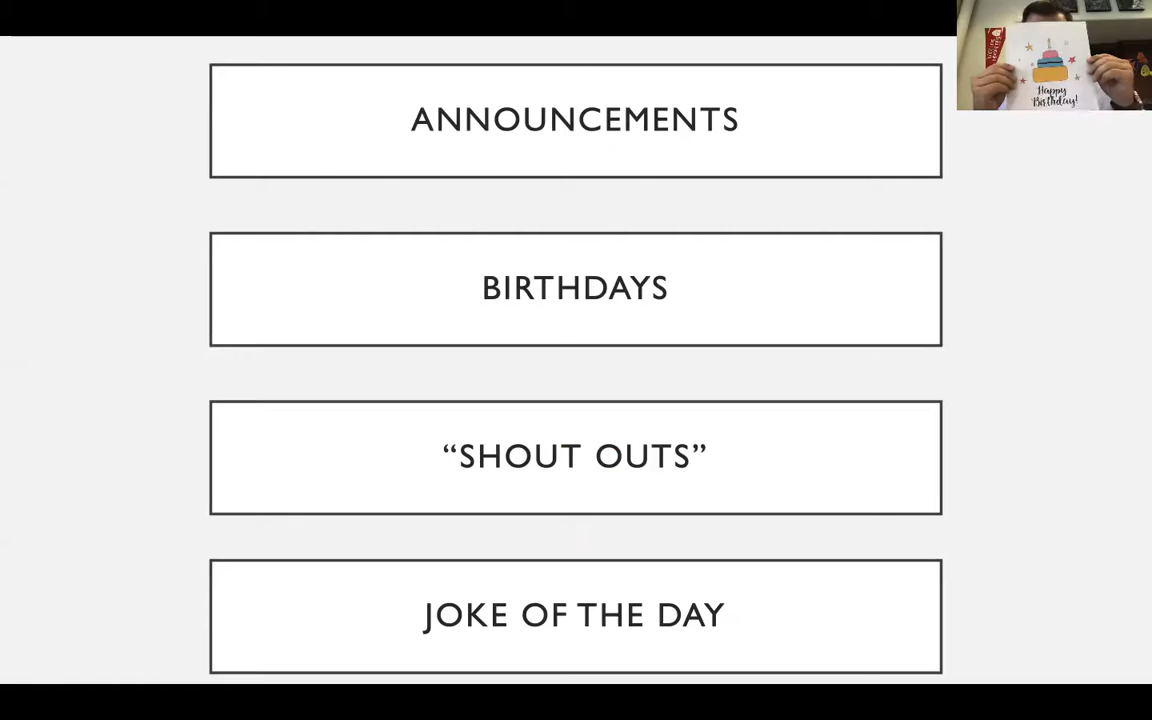 ANNOUNCEMENTS
BIRTHDAYS
“SHOUT OUTS”
JOKE OF THE DAY
Happy
Birthday!